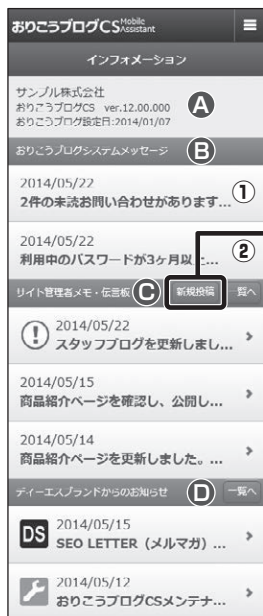 おりこうブログCS Mobile Assistant
インフォメーション
サンプル株式会社
おりこうブログCS ver.12.00.000
おりこうブログ設定日:2014/01/07
A
おりこうブログシステムメッセージ B
2014/05/22
2件の未読お問い合わせがあります... ①
2014/05/22 ②
利用中のパスワードが3ヶ月以上...
サイト管理者メモ・伝言板 C 新規投稿 覧へ
2014/05/22
スタッフブログを更新しまし...
2014/05/15
商品紹介ページを確認し、公開し...
2014/05/14
商品紹介ページを更新しました。...
ディーエスブランドからのお知らせ D 一覧へ
DS 2014/05/15
SEO LETTER（メルマガ）...
2014/05/12
おりこうブログCSメンテナ...